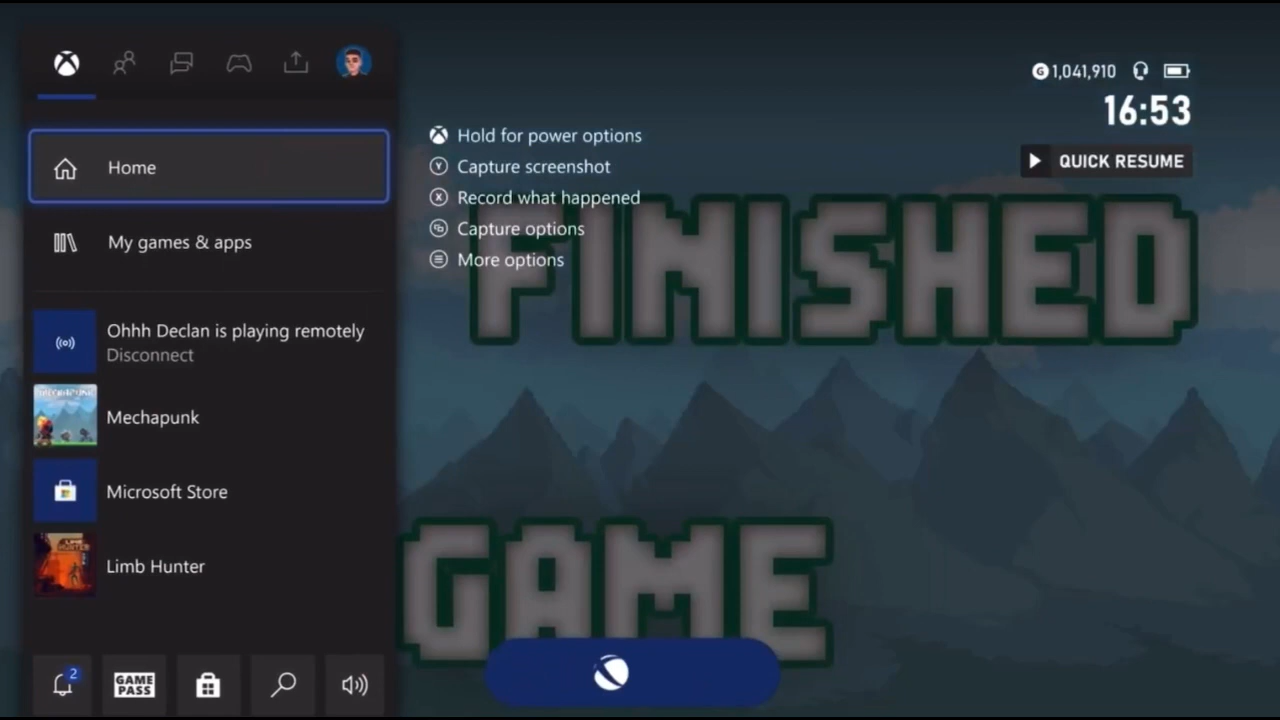 Home
My games & apps
Ohhh Declan is playing remotely
Disconnect
Mechapunk
Microsoft Store
Limb Hunter
2
GAME
PASS
Hold for power options
Y Capture screenshot
X Record what happened
Capture options
More options
G 1,041,910
16:53
QUICK RESUME
FINISHED
GAME